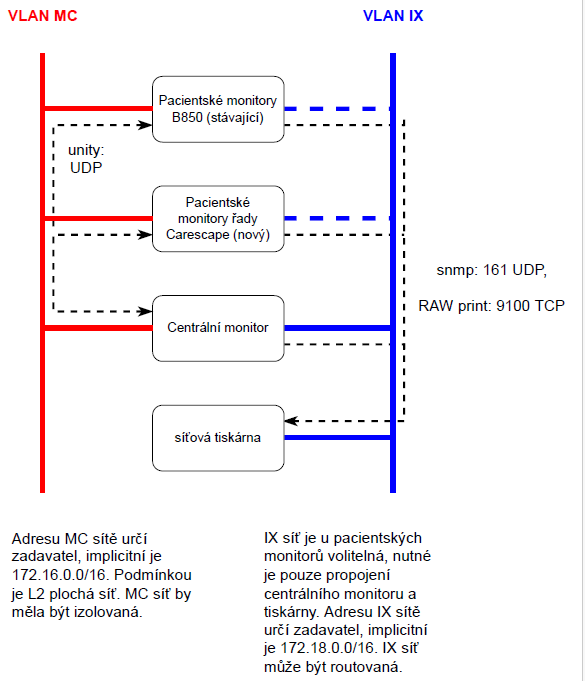 VLAN MC
VLAN IX
Pacientské monitory
B850 (stávající)
unity:
UDP
Pacientské
monitory řady
Carescape (nový)
snmp: 161 UDP,
RAW print: 9100 TCP
Centrální monitor
síťová tiskárna
Adresu MC sítě určí
zadavatel, implicitní je
172.16.0.0/16. Podmínkou
je L2 plochá síť. MC síť by
měla být izolovaná.
IX síť je u pacientských
monitorů volitelná, nutné
je pouze propojení
centrálního monitoru a
tiskárny. Adresu IX sítě
určí zadavatel, implicitní
je 172.18.0.0/16. IX síť
může být routovaná.